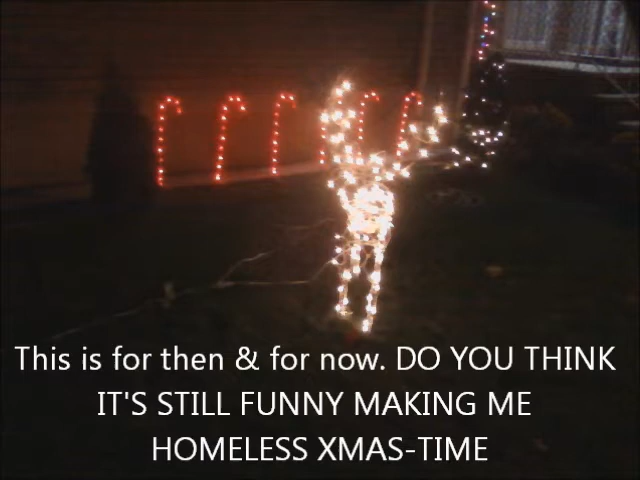 This is for then & for now. DO YOU THINK
IT'S STILL FUNNY MAKING ME
HOMELESS XMAS-TIME